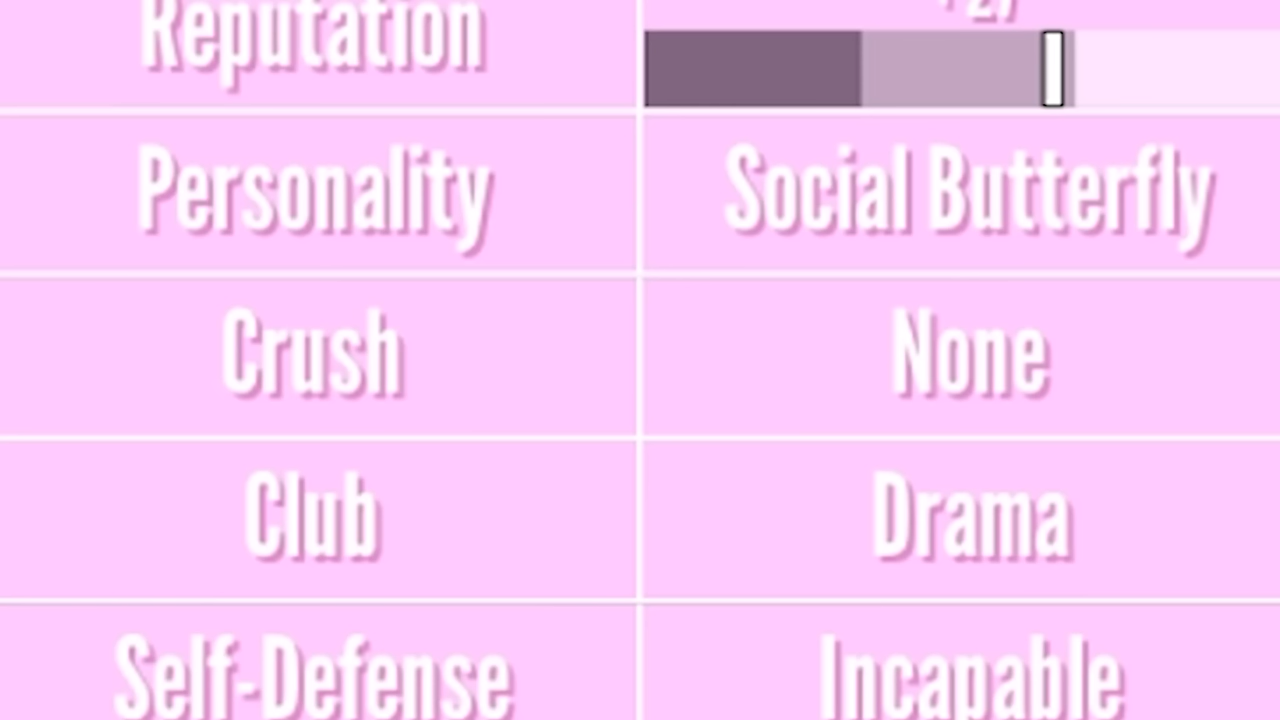 Reputation
Personality Social Butterfly
Crush None
Club Drama
Self-Defense Incapable